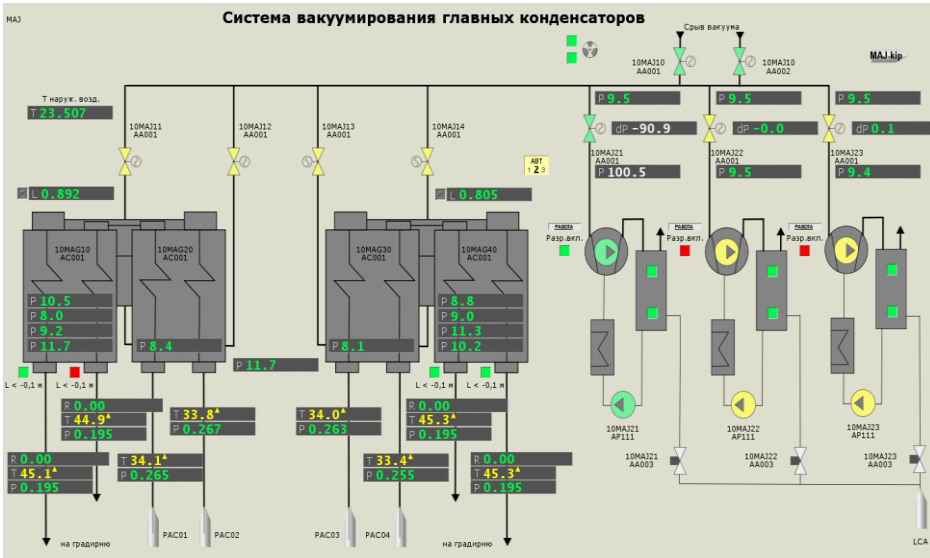 MAJ
Система вакуумирования главных конденсаторов
Срыв вакуума
10MAJ10
AA001
10MAJ10
AA002
MAJ kip
Т наруж. возд.
T 23.507
10MAJ11
AA001
10MAJ12
AA001
10MAJ13
AA001
10MAJ14
AA001
P 9.5
P 9.5
P 9.5
dP -90.9
dP -0.0
dP 0.1
10MAJ21
AA001
10MAJ22
AA001
10MAJ23
AA001
P 100.5
P 9.5
P 9.4
АВТ
1 2 3
L 0.892
L 0.805
РАБОТА
Разр.вкл.
РАБОТА
Разр.вкл.
РАБОТА
Разр.вкл.
10MAG10
AC001
10MAG20
AC001
10MAG30
AC001
10MAG40
AC001
P 10.5
P 8.0
P 9.2
P 11.7
P 8.4
P 8.1
P 8.8
P 9.0
P 11.3
P 10.2
P 11.7
L < -0,1 м
L < -0,1 м
L < -0,1 м
L < -0,1 м
R 0.00
T 44.9
P 0.195
T 33.8
P 0.267
T 34.0
P 0.263
R 0.00
T 45.3
P 0.195
R 0.00
T 45.1
P 0.195
T 34.1
P 0.265
T 33.4
P 0.255
R 0.00
T 45.3
P 0.195
10MAJ21
AP111
10MAJ22
AP111
10MAJ23
AP111
10MAJ21
AA003
10MAJ22
AA003
10MAJ23
AA003
на градирню
PAC01
PAC02
PAC03
PAC04
на градирню
LCA